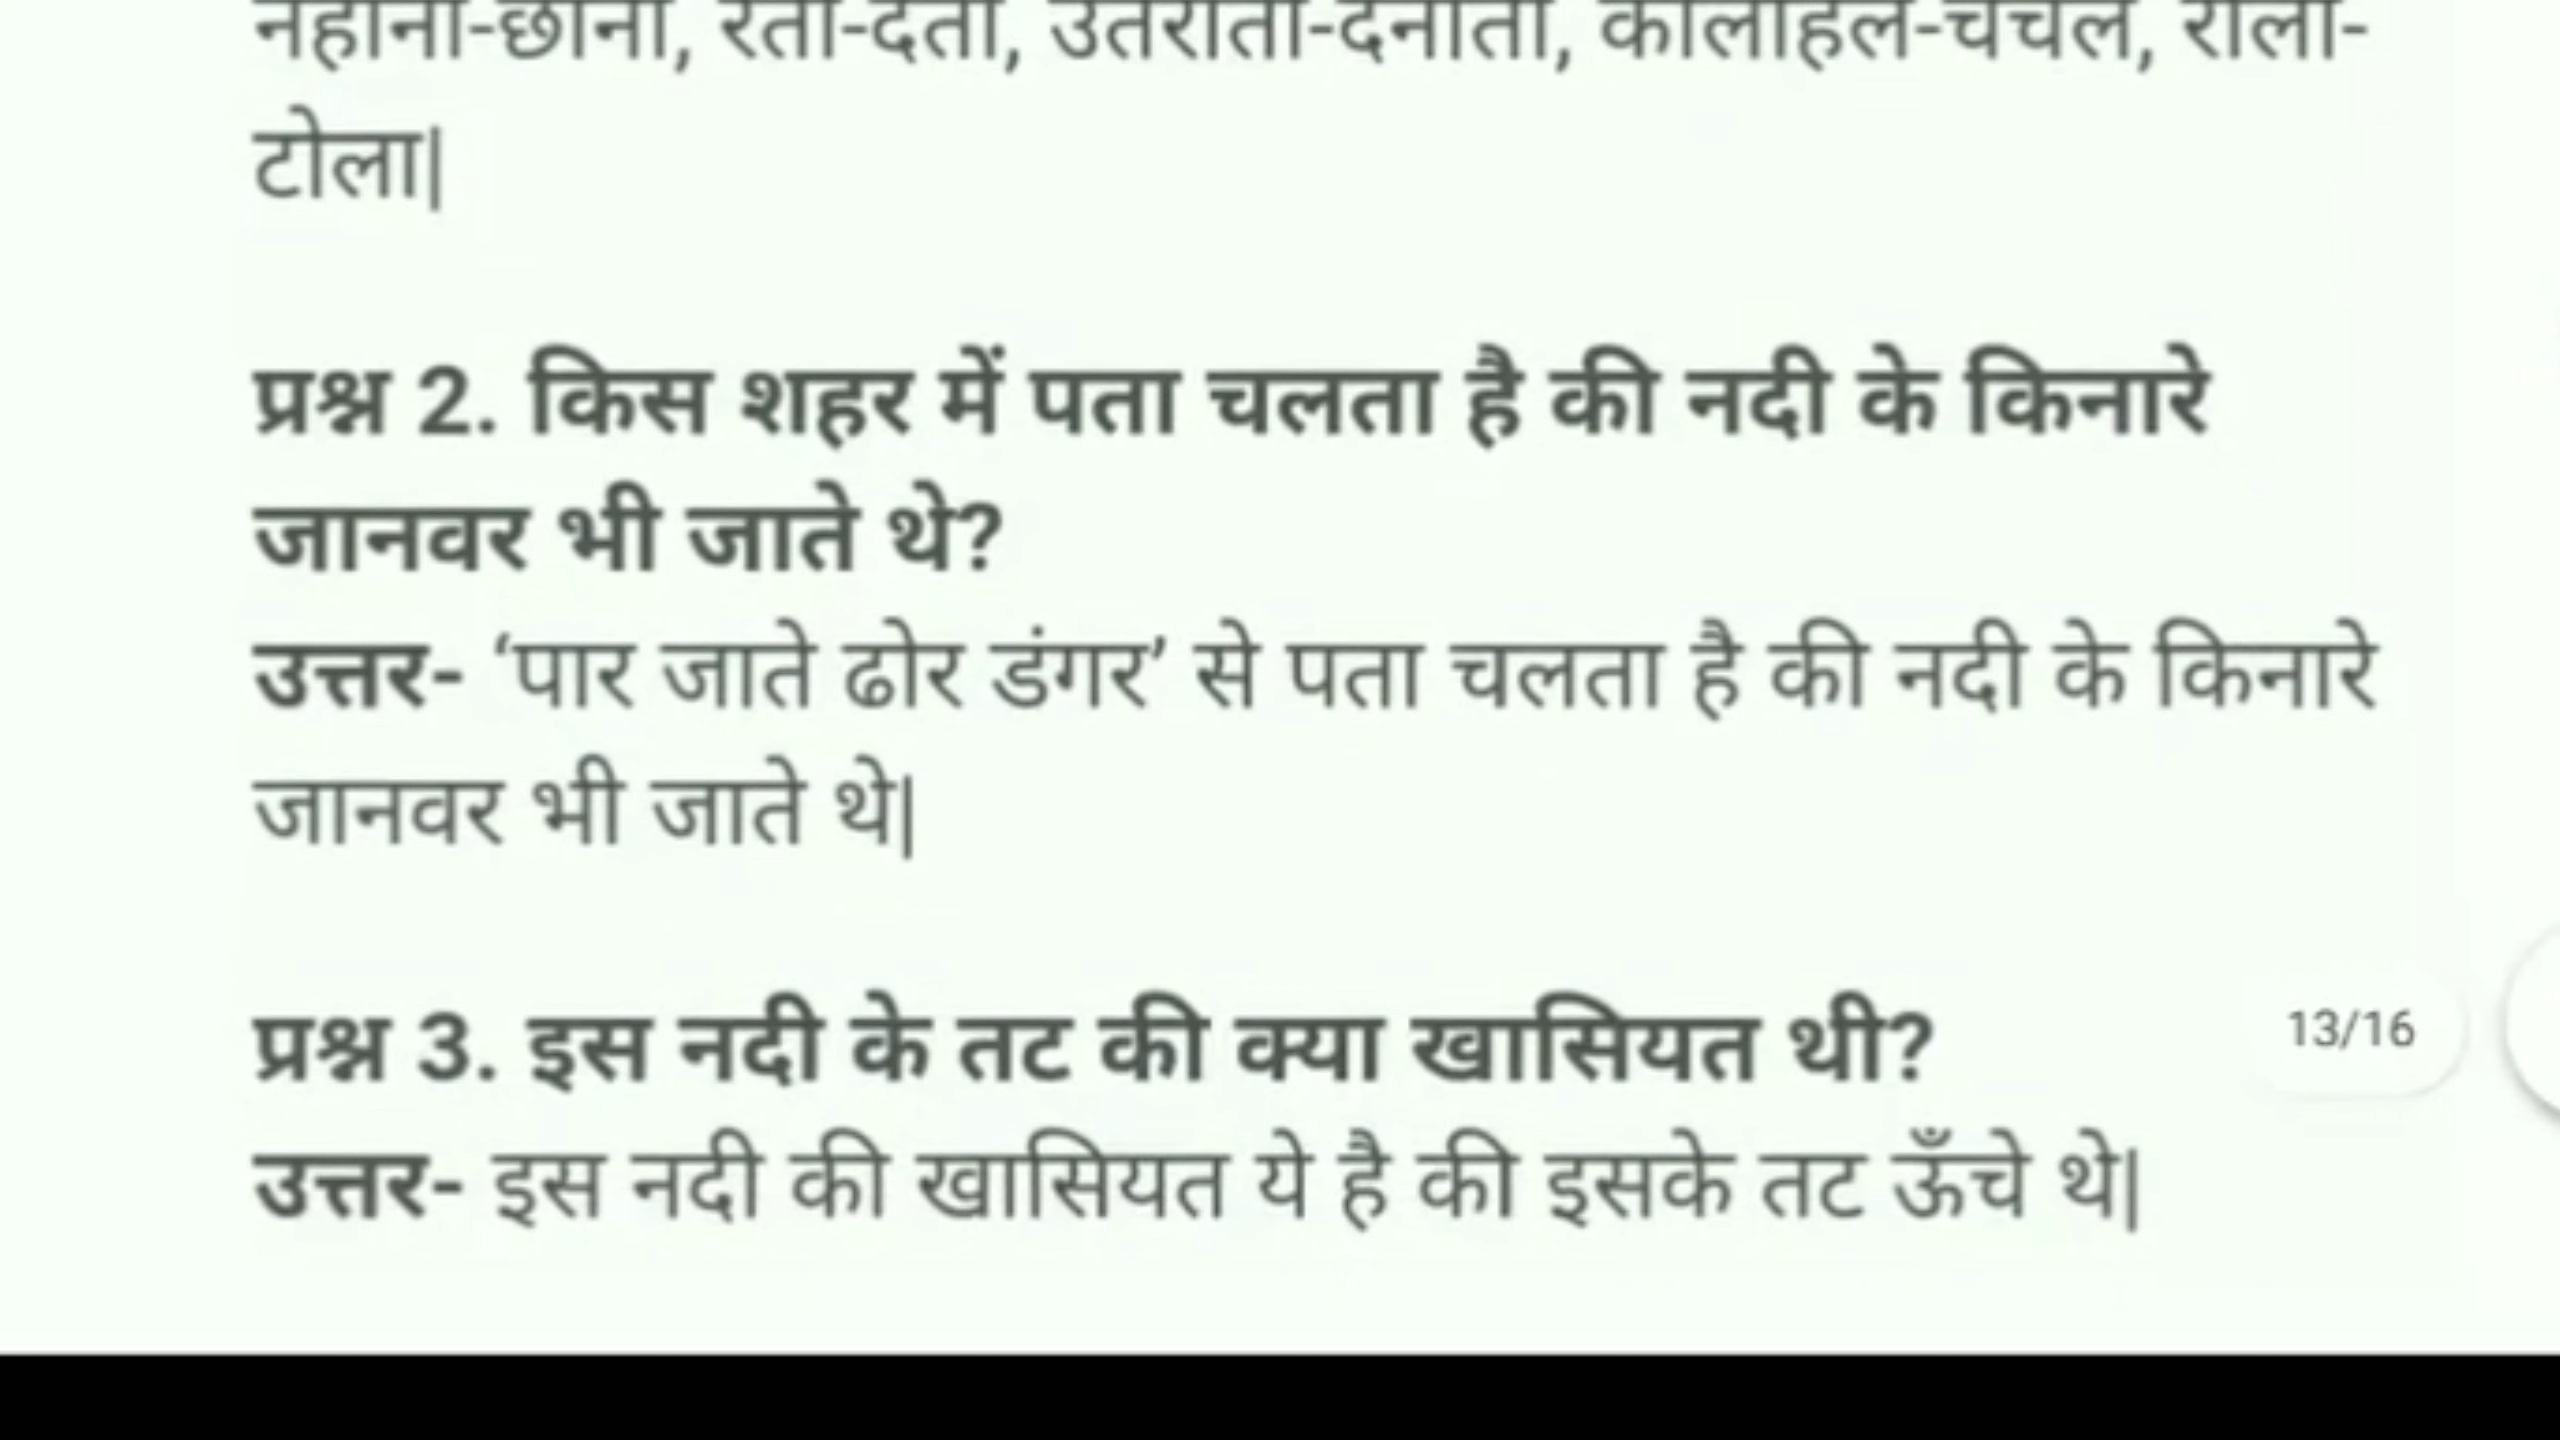 टोला|
प्रश्न 2. किस शहर में पता चलता है की नदी के किनारे
जानवर भी जाते थे?
उत्तर- ‘पार जाते ढोर डंगर’ से पता चलता है की नदी के किनारे
जानवर भी जाते थे|
प्रश्न 3. इस नदी के तट की क्या खासियत थी?
13/16
उत्तर- इस नदी की खासियत ये है की इसके तट ऊँचे थे|